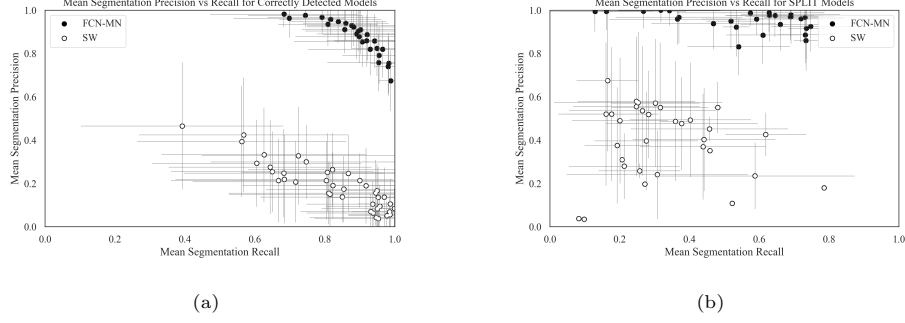 Mean Segmentation Precision vs Recall for Correctly Detected Models
1.0
FCN-MN
SW
0.8
0.6
0.4
0.2
0.0
Mean Segmentation Precision
0.0 0.2 0.4 0.6 0.8 1.0
Mean Segmentation Recall
(a)
Mean Segmentation Precision vs Recall for SPLIT Models
1.0
FCN-MN
SW
0.8
0.6
0.4
0.2
0.0
Mean Segmentation Precision
0.0 0.2 0.4 0.6 0.8 1.0
Mean Segmentation Recall
(b)